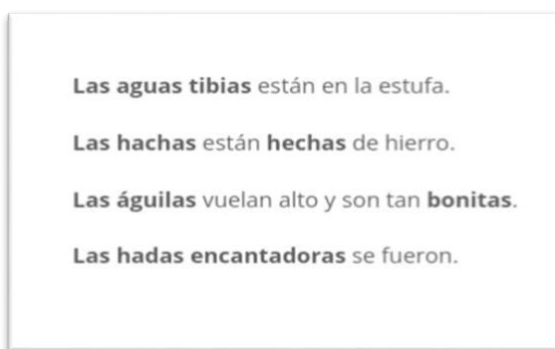 Las aguas tibias están en la estufa.
Las hachas están hechas de hierro.
Las águilas vuelan alto y son tan bonitas.
Las hadas encantadoras se fueron.